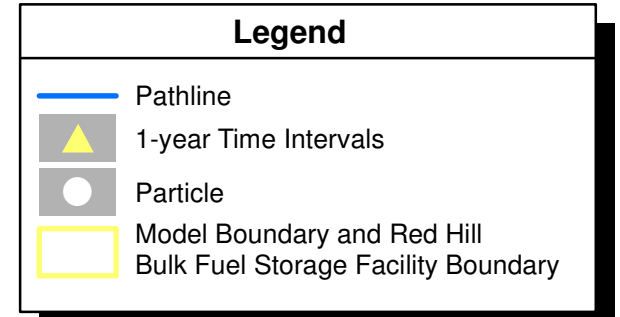 Legend
Pathline
1-year Time Intervals
Particle
Model Boundary and Red Hill
Bulk Fuel Storage Facility Boundary